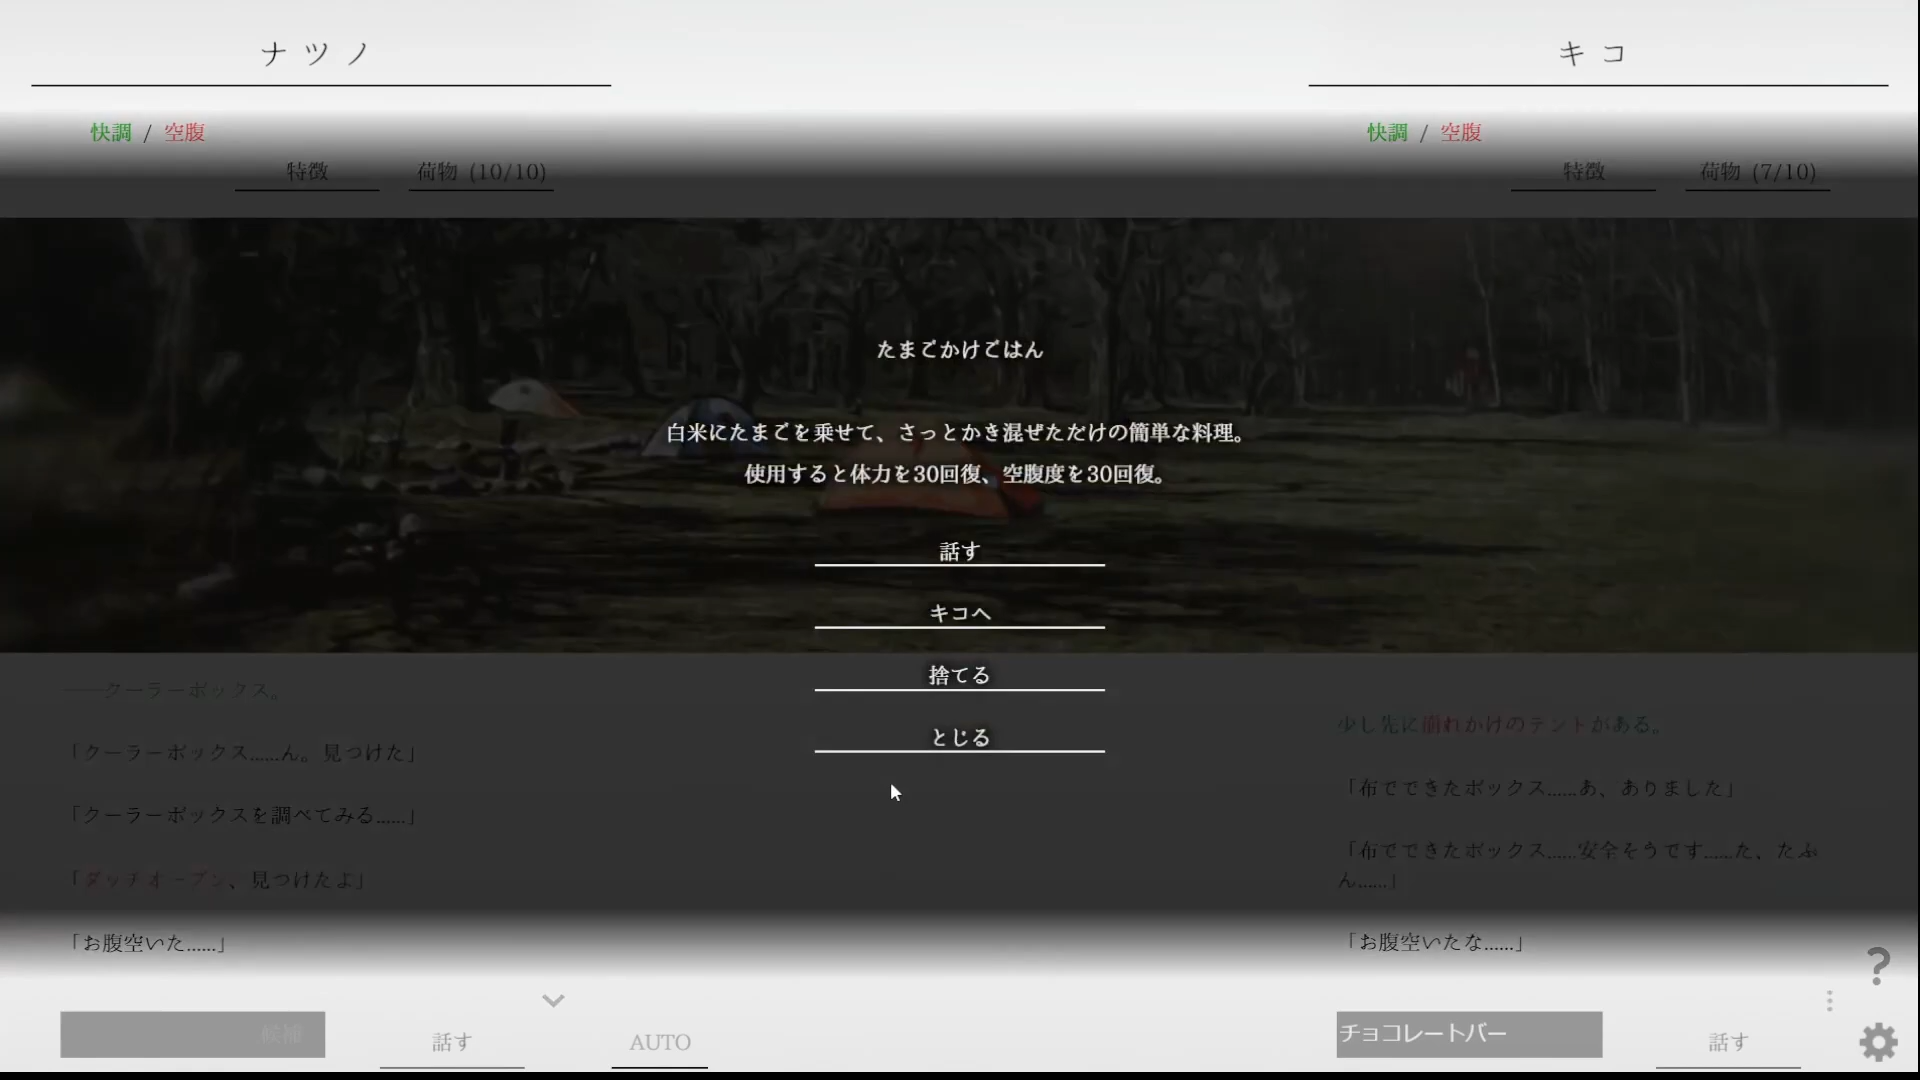 ナツノ
キコ
快調 / 空腹
快調 / 空腹
特徴
荷物 (10/10)
特徴
荷物 (7/10)
たまごかけごはん
白米にたまごを乗せて、さっとかき混ぜただけの簡単な料理。
使用すると体力を30回復、空腹度を30回復。
話す
キコへ
捨てる
とじる
――クーラーボックス。
「クーラーボックス……ん。見つけた」
「クーラーボックスを調べてみる……」
「ダッチオーブン、見つけたよ」
「お腹空いた……」
少し先に崩れかけのテントがある。
「布でできたボックス……あ、ありました」
「布でできたボックス……安全そうです……た、たぶ
ん……」
「お腹空いたな……」
?
候補
話す
AUTO
チョコレートバー
話す